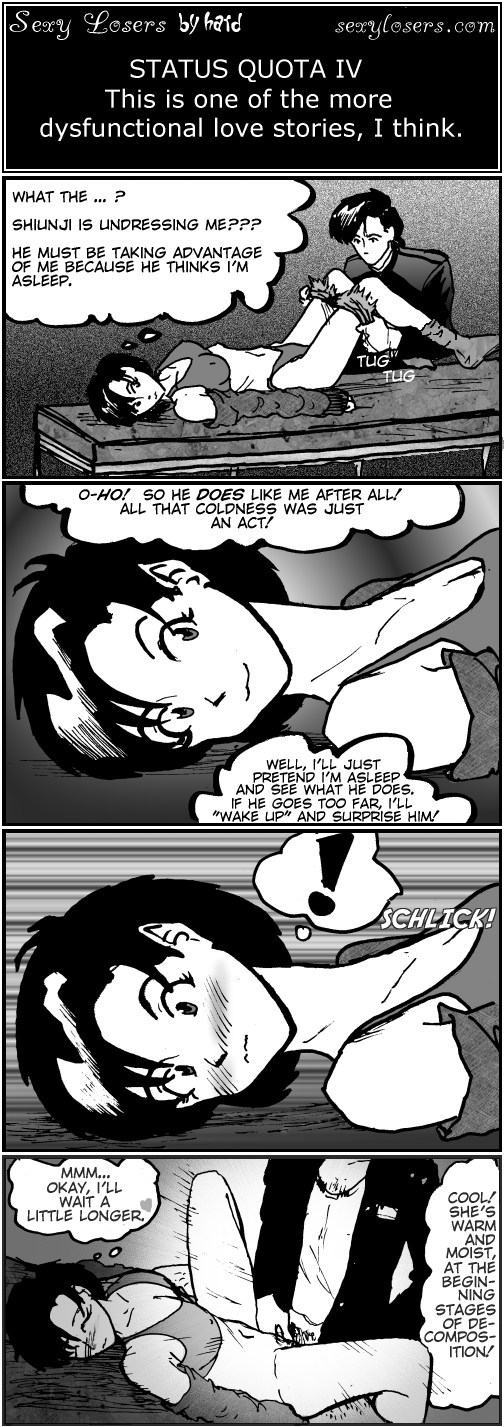 Sexy Losers by hard
sexylosers.com
STATUS QUOTA IV
This is one of the more
dysfunctional love stories, I think.
WHAT THE ... ?
SHIUNJI IS UNDRESSING ME???
HE MUST BE TAKING ADVANTAGE
OF ME BECAUSE HE THINKS I'M
ASLEEP.
TUG
TUG
O-HO! SO HE DOES LIKE ME AFTER ALL!
ALL THAT COLDNESS WAS JUST
AN ACT!
WELL, I'LL JUST
PRETEND I'M ASLEEP
AND SEE WHAT HE DOES.
IF HE GOES TOO FAR, I'LL
"WAKE UP" AND SURPRISE HIM!
!
SCHLICK!
MMM...
OKAY, I'LL
WAIT A
LITTLE LONGER.
COOL!
SHE'S
WARM
AND
MOIST,
AT THE
BEGIN-
NING
STAGES
OF DE-
COMPOS-
ITION!